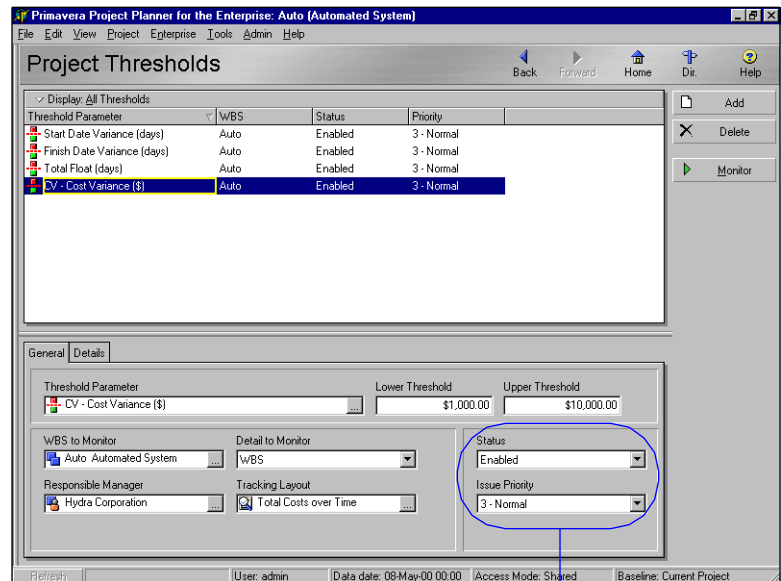 Primavera Project Planner for the Enterprise: Auto (Automated System)
File Edit View Project Enterprise Tools Admin Help
Project Thresholds
Back Forward Home Dir. Help
Display: All Thresholds
Threshold Parameter WBS Status Priority
Start Date Variance (days) Auto Enabled 3 - Normal
Finish Date Variance (days) Auto Enabled 3 - Normal
Total Float (days) Auto Enabled 3 - Normal
CV - Cost Variance ($) Auto Enabled 3 - Normal
Add
Delete
Monitor
General Details
Threshold Parameter Lower Threshold Upper Threshold
CV - Cost Variance ($) ... $1,000.00 $10,000.00
WBS to Monitor Detail to Monitor Status
Auto Automated System ... WBS Enabled
Responsible Manager Tracking Layout Issue Priority
Hydra Corporation ... Total Costs over Time ... 3 - Normal
Refresh User: admin Data date: 08-May-00 00:00 Access Mode: Shared Baseline: Current Project